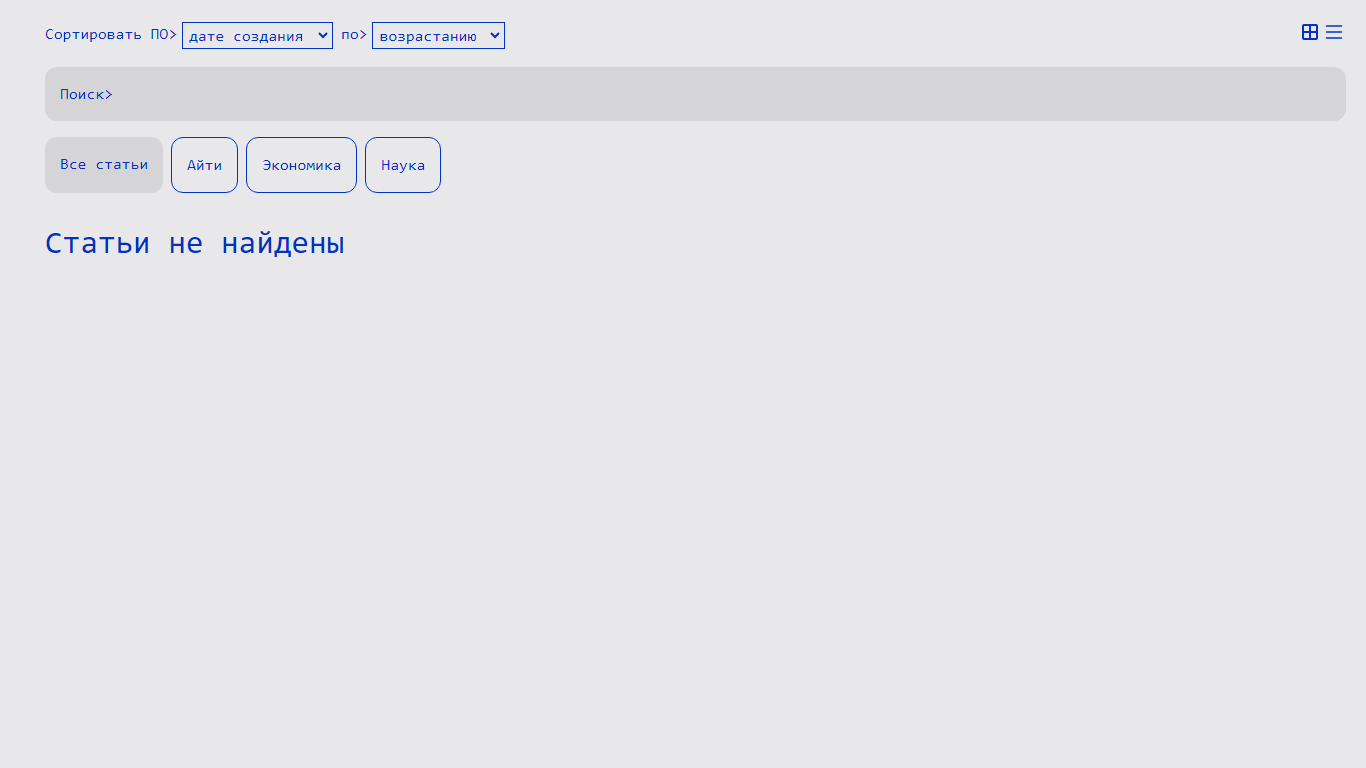 Сортировать ПО> дате создания по> возрастанию
Поиск>
Все статьи Айти Экономика Наука
Статьи не найдены